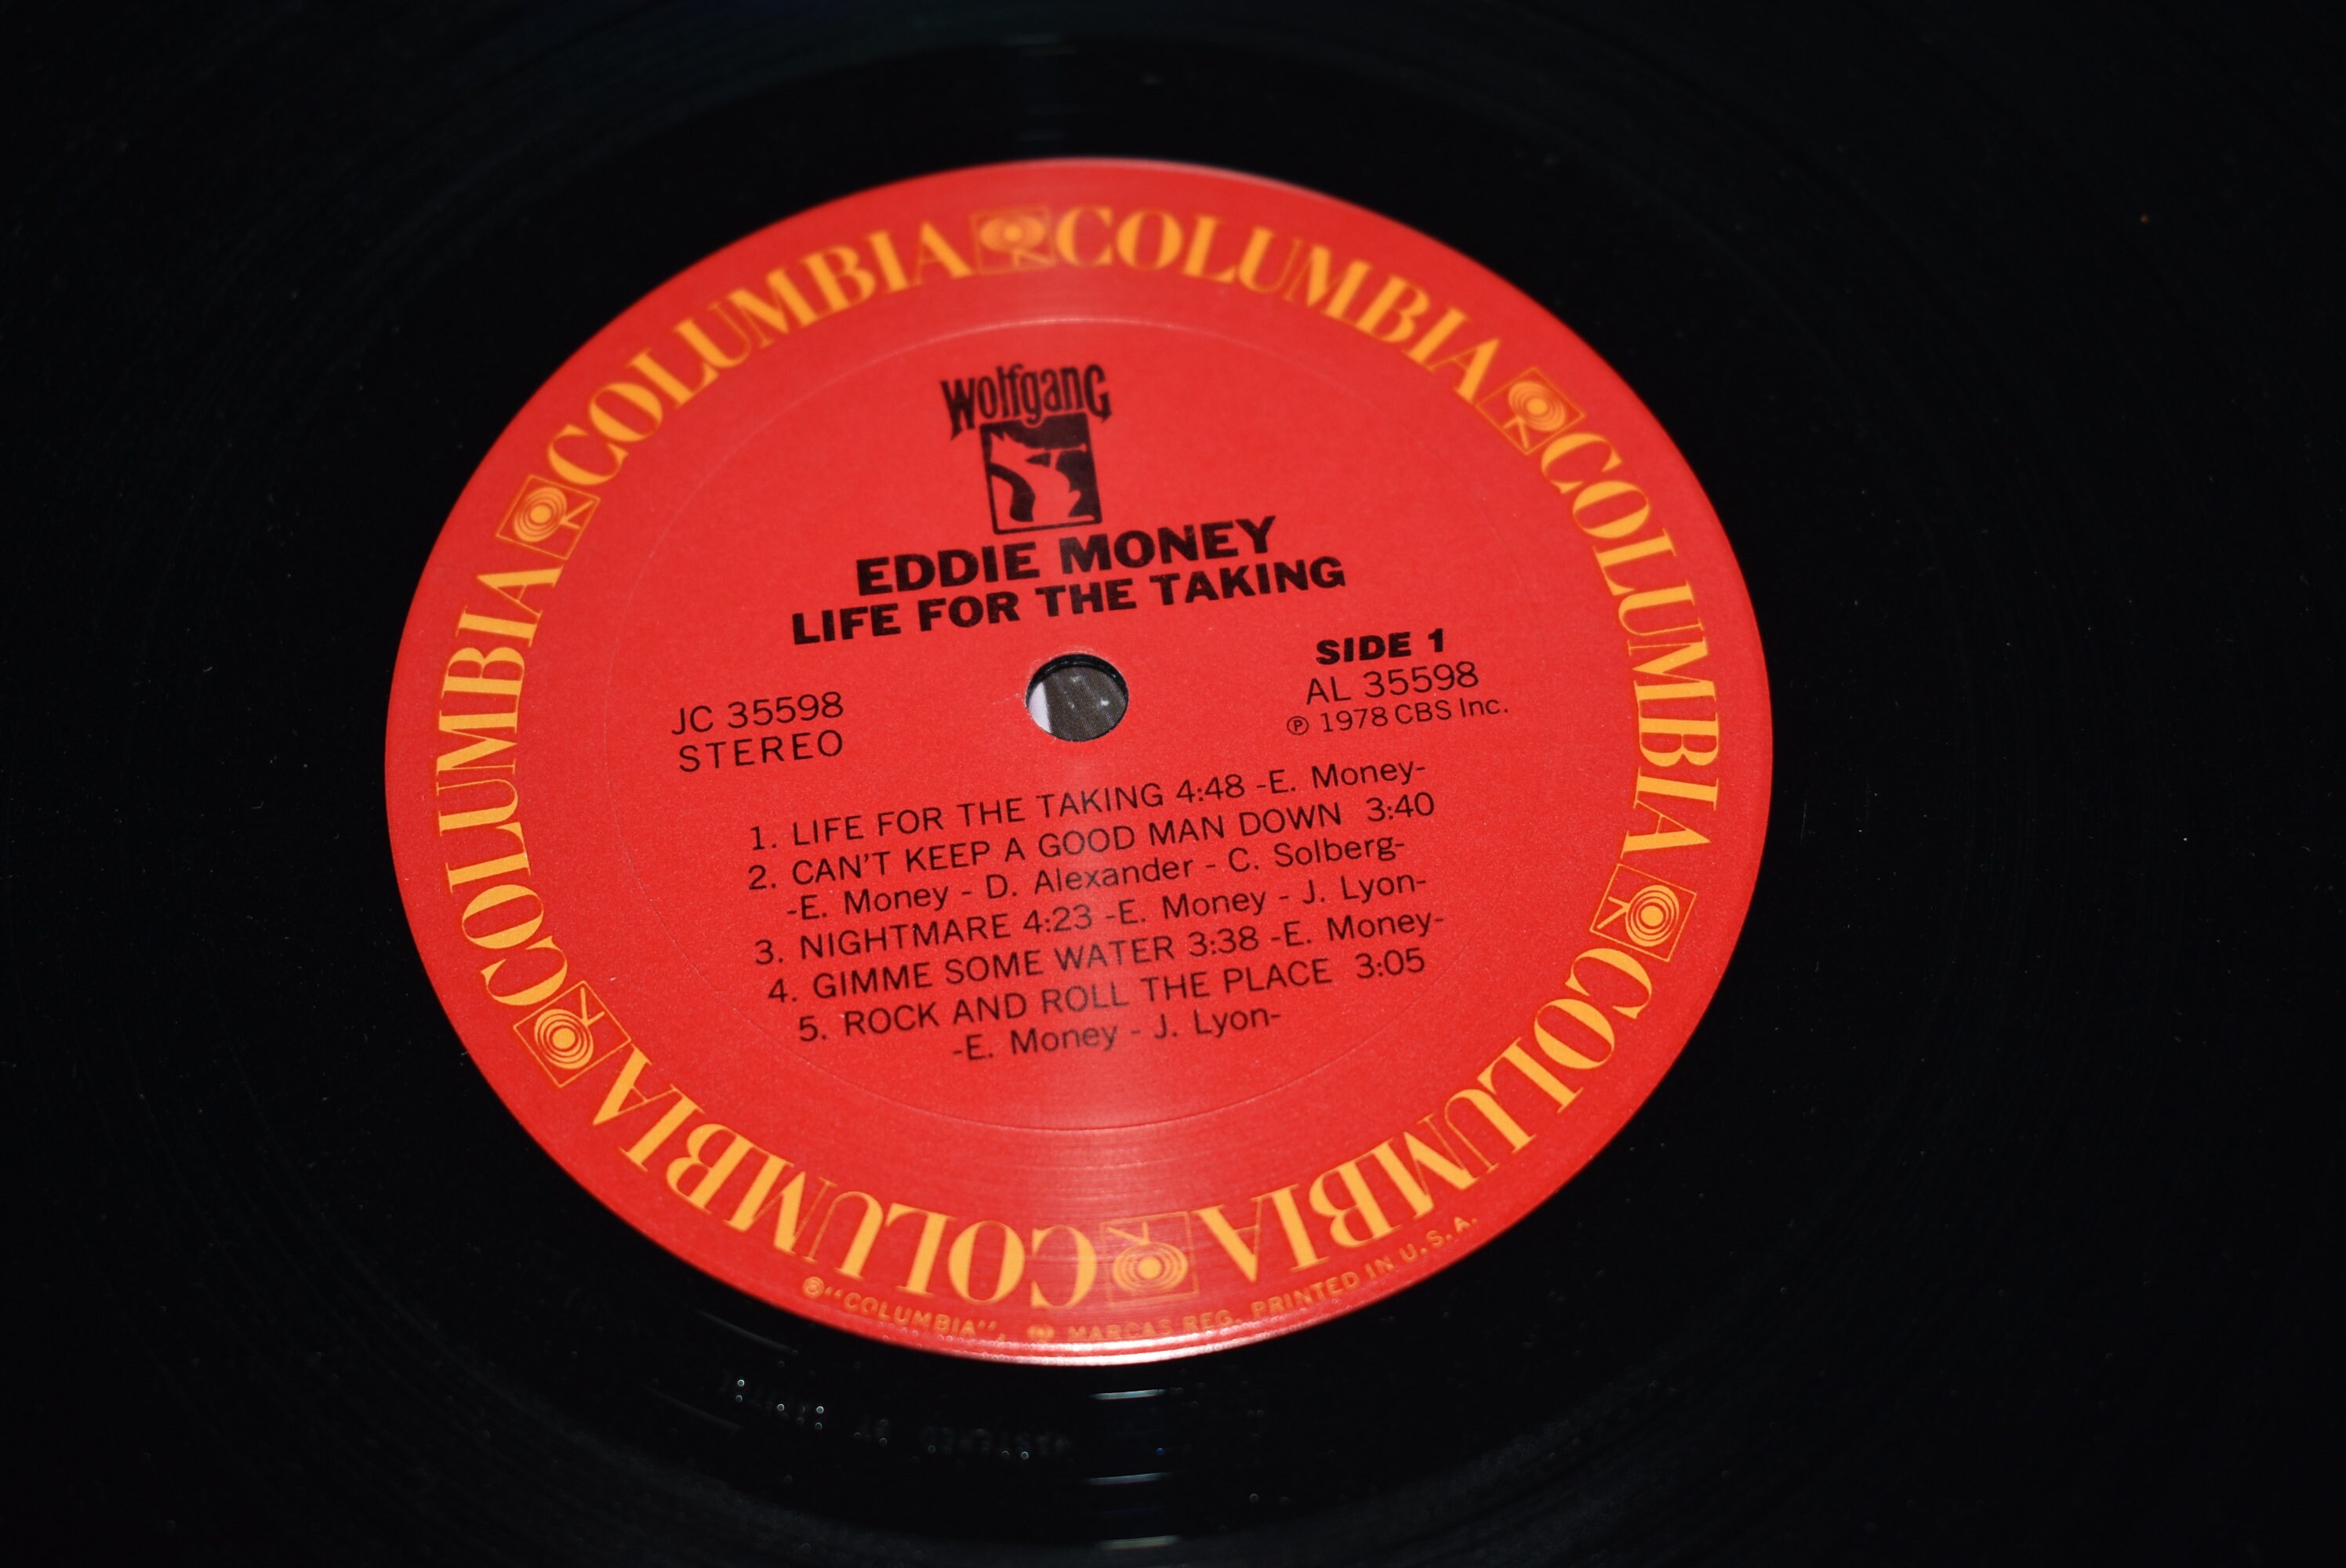 COLUMBIA COLUMBIA COLUMBIA COLUMBIA COLUMBIA COLUMBIA
WolfganG
EDDIE MONEY
LIFE FOR THE TAKING
SIDE 1
JC 35598
AL 35598
STEREO
℗ 1978 CBS Inc.
1. LIFE FOR THE TAKING 4:48 -E. Money-
2. CAN'T KEEP A GOOD MAN DOWN 3:40
-E. Money - D. Alexander - C. Solberg-
3. NIGHTMARE 4:23 -E. Money - J. Lyon-
4. GIMME SOME WATER 3:38 -E. Money-
5. ROCK AND ROLL THE PLACE 3:05
-E. Money - J. Lyon-
"COLUMBIA", MARCAS REG. PRINTED IN U.S.A.